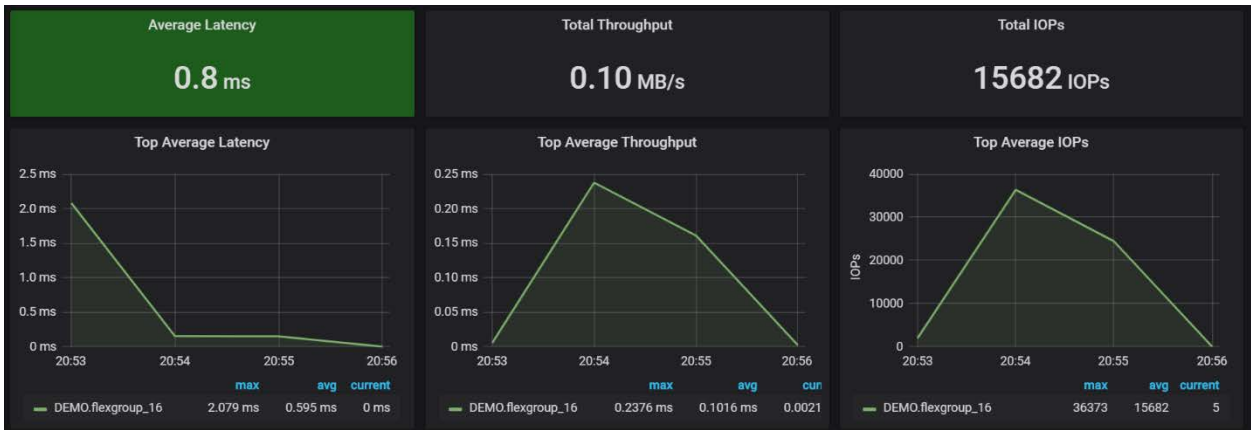 Average Latency
0.8 ms
Total Throughput
0.10 MB/s
Total IOPs
15682 IOPs
Top Average Latency
2.5 ms
2.0 ms
1.5 ms
1.0 ms
0.5 ms
0 ms
20:53 20:54 20:55 20:56
max avg current
DEMO.flexgroup_16 2.079 ms 0.595 ms 0 ms
Top Average Throughput
0.25 ms
0.20 ms
0.15 ms
0.10 ms
0.05 ms
0 ms
20:53 20:54 20:55 20:56
max avg curr
DEMO.flexgroup_16 0.2376 ms 0.1016 ms 0.0021
Top Average IOPs
IOPs
40000
30000
20000
10000
0
20:53 20:54 20:55 20:56
max avg current
DEMO.flexgroup_16 36373 15682 5